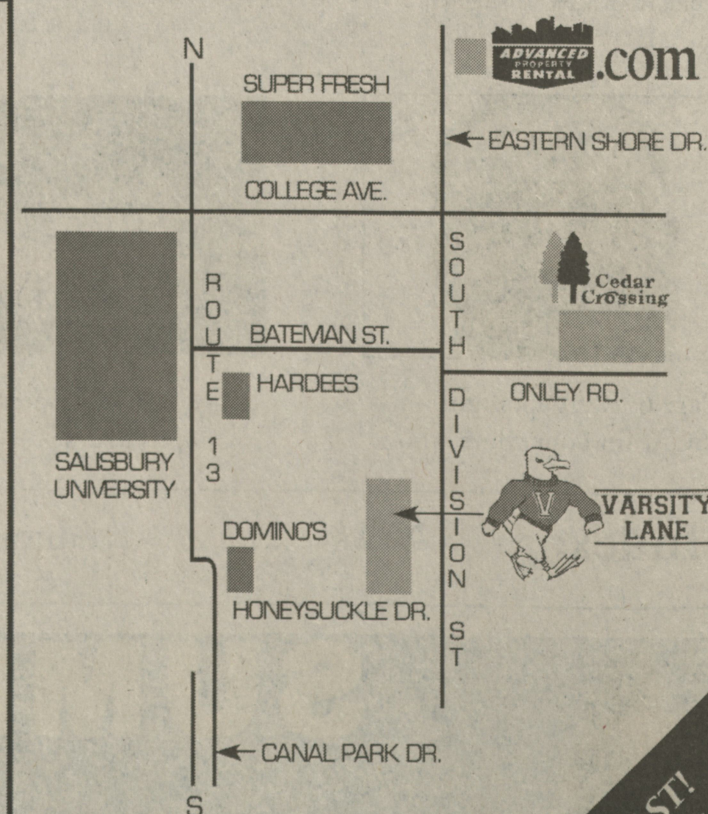 N
SUPER FRESH
ADVANCED
PROPERTY
RENTAL
.com
EASTERN SHORE DR.
COLLEGE AVE.
ROUTE 13
SOUTH DIVISION ST
Cedar
Crossing
BATEMAN ST.
HARDEES
ONLEY RD.
SALISBURY
UNIVERSITY
V
VARSITY
LANE
DOMINO'S
HONEYSUCKLE DR.
CANAL PARK DR.
S
ST!